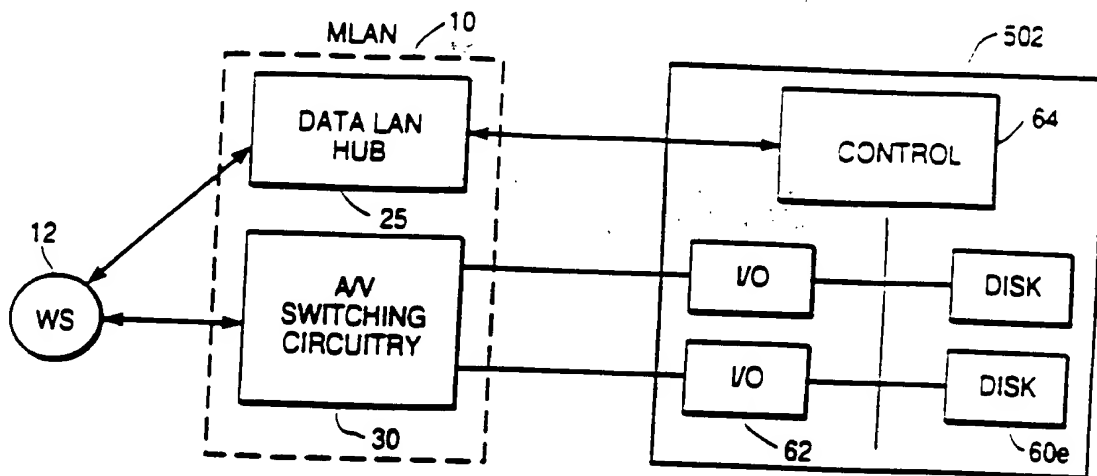 MLAN
10
502
DATA LAN
HUB
25
CONTROL
64
12
WS
A/V
SWITCHING
CIRCUITRY
30
I/O
DISK
I/O
DISK
62
60e